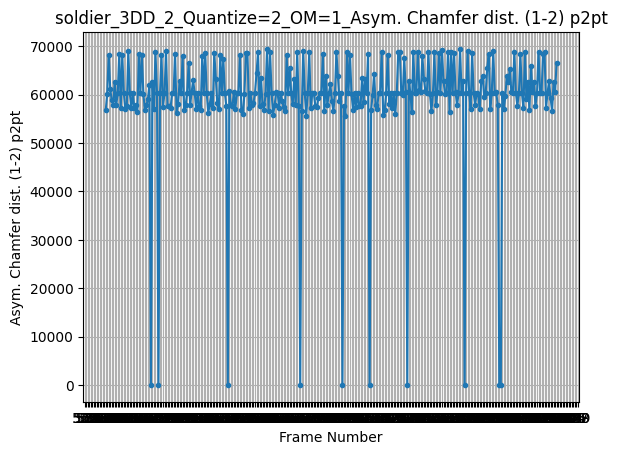 soldier_3DD_2_Quantize=2_OM=1_Asym. Chamfer dist. (1-2) p2pt
Asym. Chamfer dist. (1-2) p2pt
70000
60000
50000
40000
30000
20000
10000
0
Frame Number